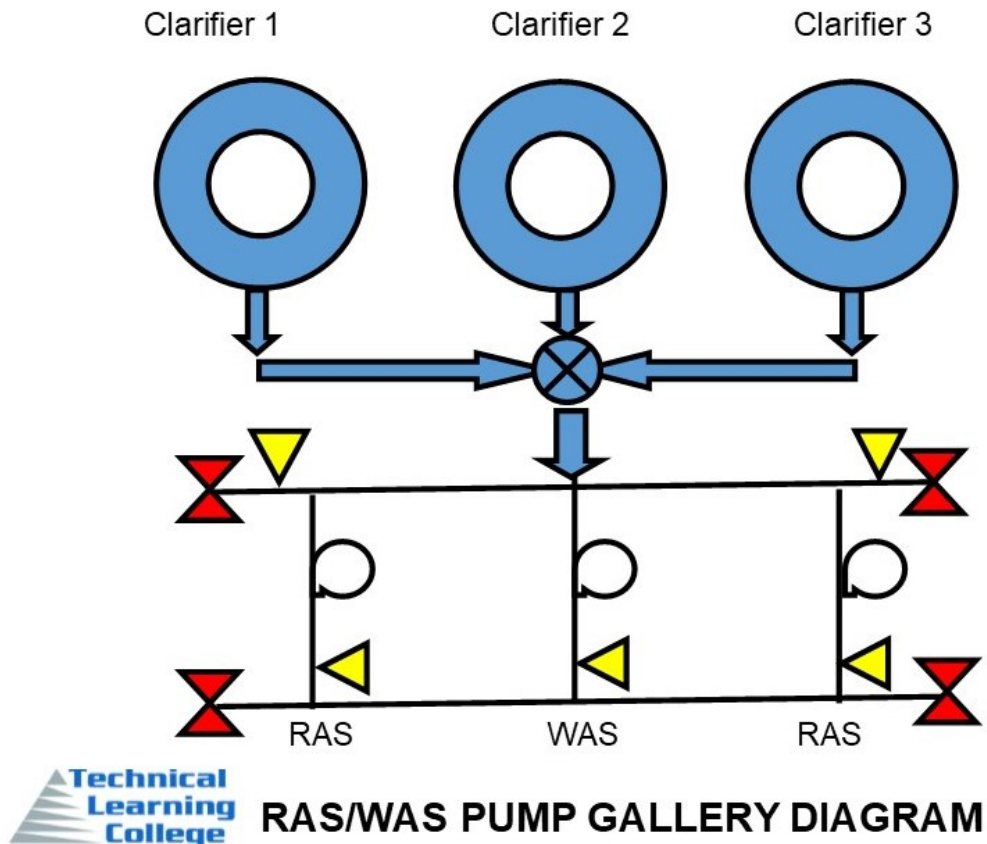 Clarifier 1 Clarifier 2 Clarifier 3
RAS WAS RAS
Technical
Learning
College
RAS/WAS PUMP GALLERY DIAGRAM